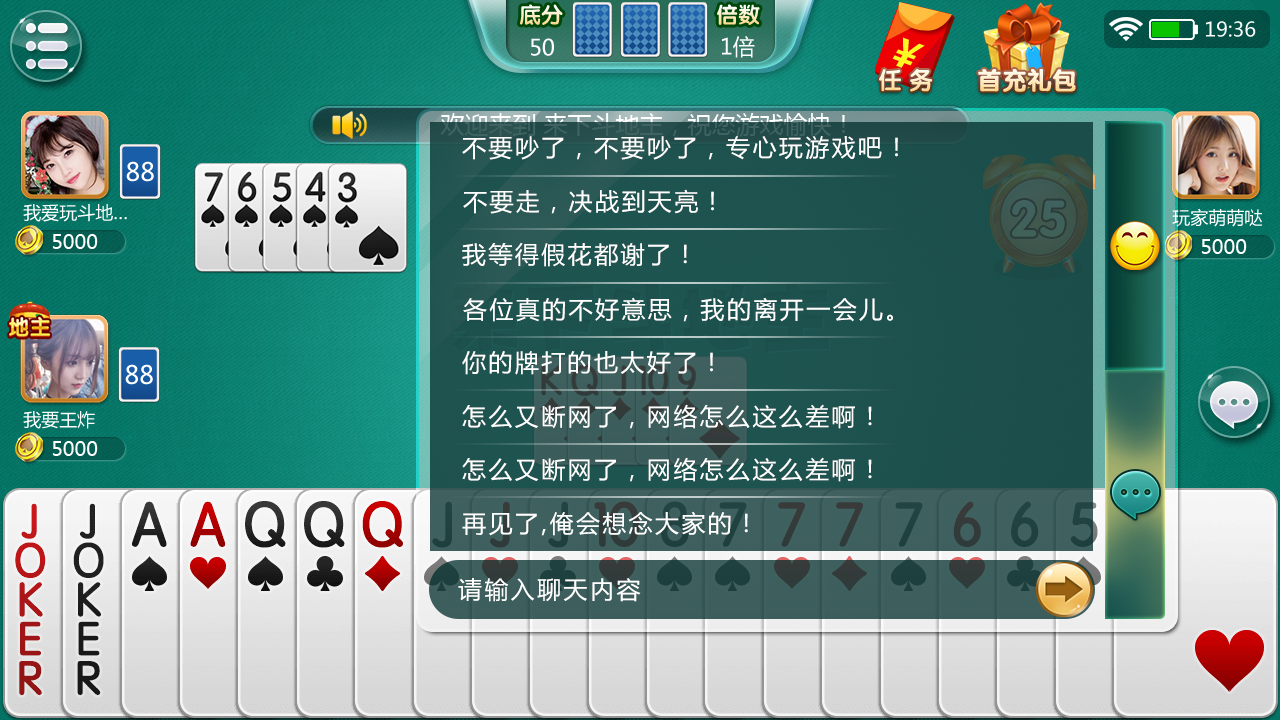 底分
50
倍数
1倍
任务
首充礼包
19:36
欢迎来到 来下斗地主，祝您游戏愉快！
88
我爱玩斗地...
5000
7 6 5 4 3
25
玩家萌萌哒
5000
地主
88
我要王炸
5000
不要吵了，不要吵了，专心玩游戏吧！
不要走，决战到天亮！
我等得假花都谢了！
各位真的不好意思，我的离开一会儿。
你的牌打的也太好了！
K Q J 10 9
怎么又断网了，网络怎么这么差啊！
怎么又断网了，网络怎么这么差啊！
再见了,俺会想念大家的！
请输入聊天内容
JOKER JOKER A A Q Q Q J J J 10 8 7 7 7 7 6 6 5